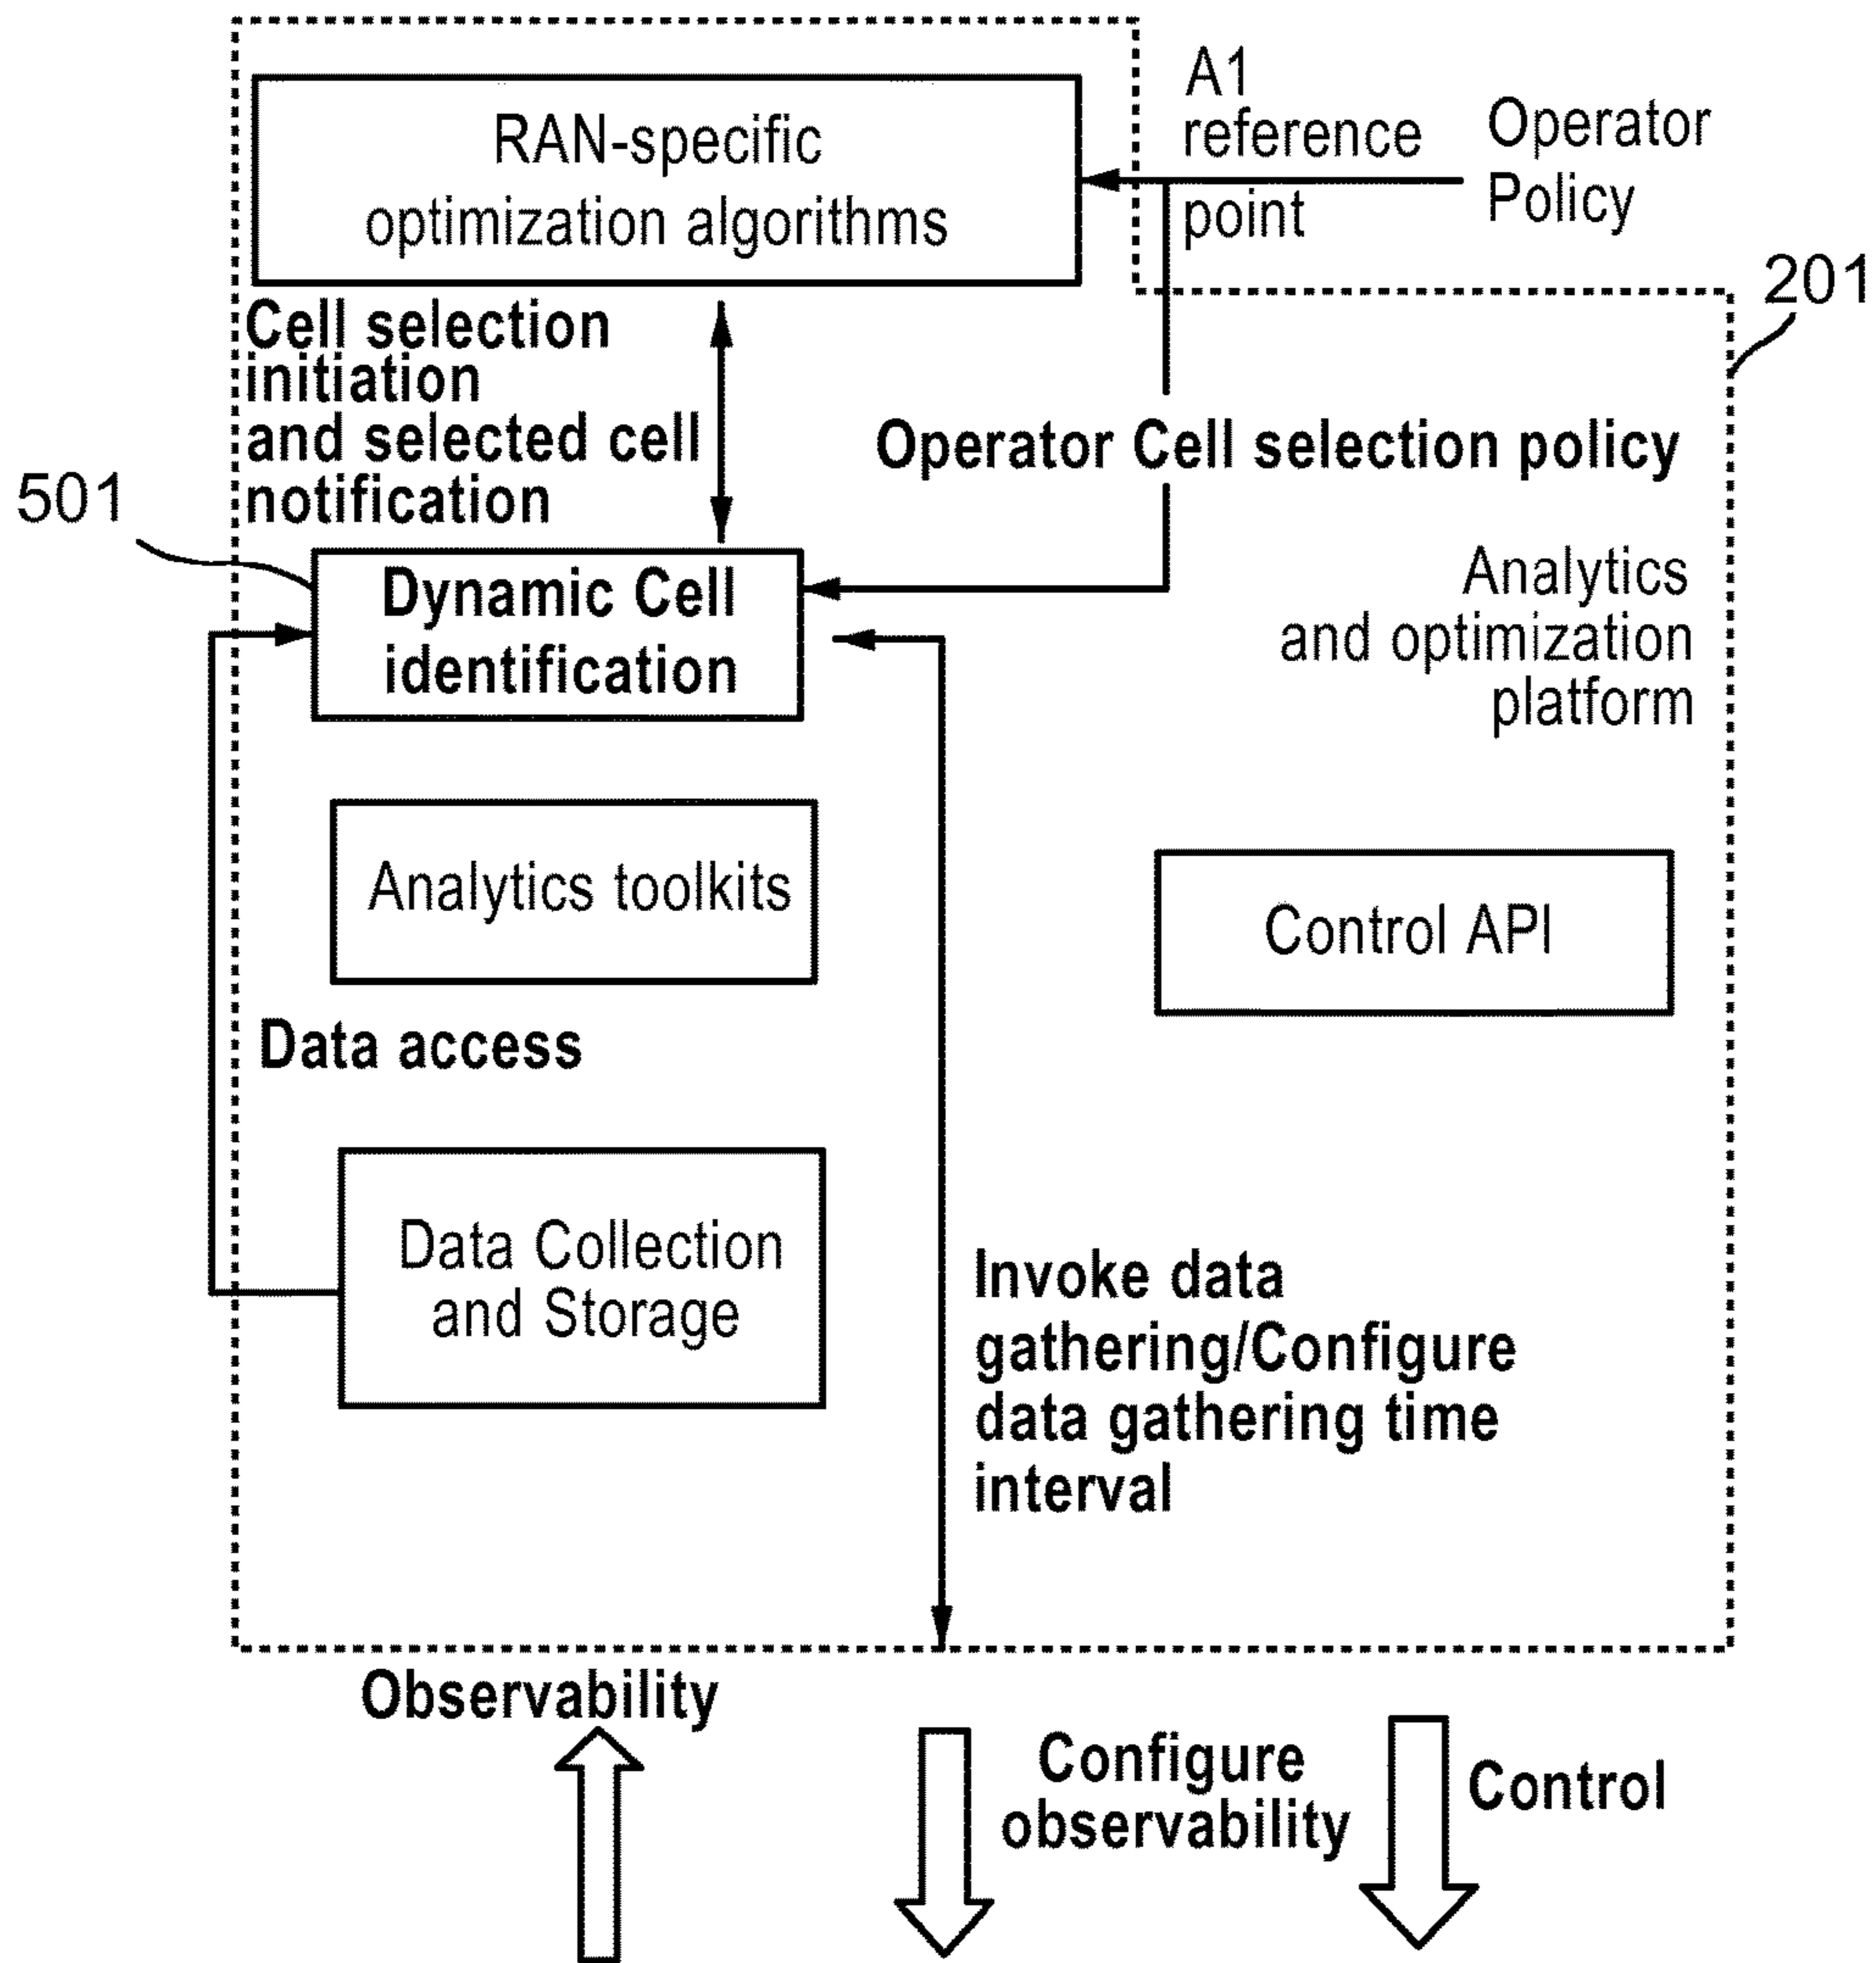 RAN-specific
optimization algorithms
A1
reference
point
Operator
Policy
201
Cell selection
initiation
and selected cell
notification
Operator Cell selection policy
501
Dynamic Cell
identification
Analytics
and optimization
platform
Analytics toolkits
Control API
Data access
Data Collection
and Storage
Invoke data
gathering/Configure
data gathering time
interval
Observability
Configure
observability
Control